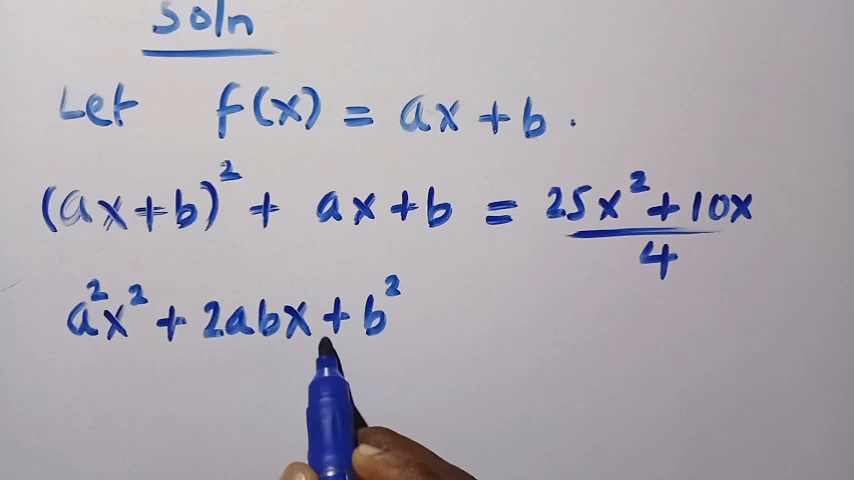 Soln
Let f(x) = ax + b .
(ax+b)² + ax+b = (25x² + 10x)/4
a²x² + 2abx + b²